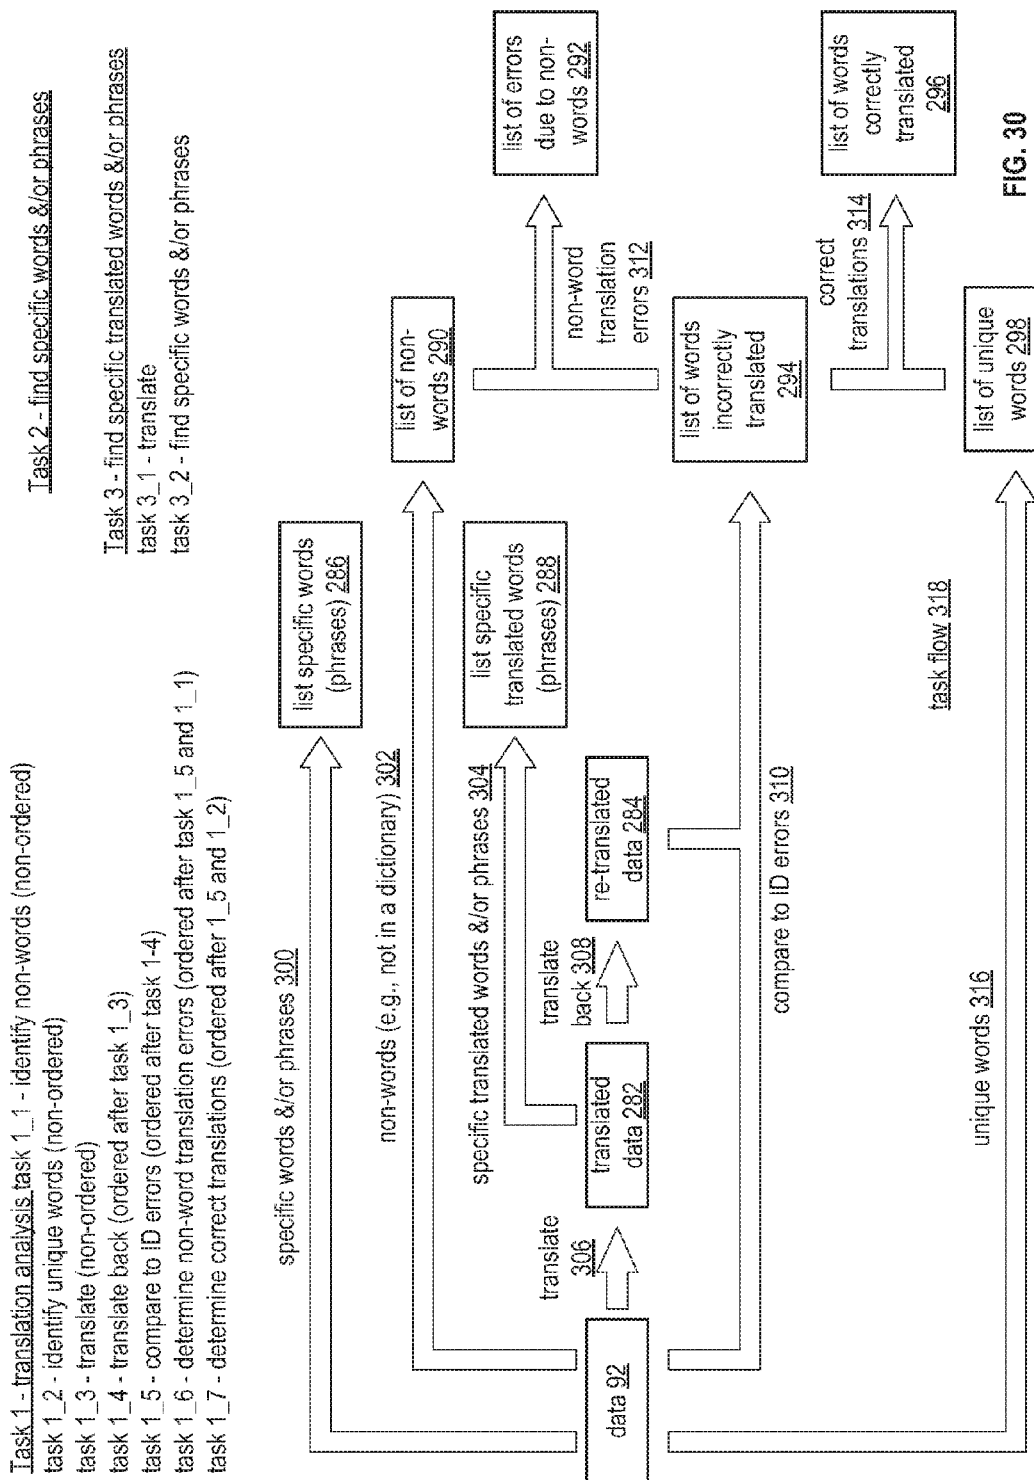 Task 1 - translation analysis task 1_1 - identify non-words (non-ordered)
task 1_2 - identify unique words (non-ordered)
task 1_3 - translate (non-ordered)
task 1_4 - translate back (ordered after task 1_3)
task 1_5 - compare to ID errors (ordered after task 1-4)
task 1_6 - determine non-word translation errors (ordered after task 1_5 and 1_1)
task 1_7 - determine correct translations (ordered after 1_5 and 1_2)
Task 2 - find specific words &/or phrases
Task 3 - find specific translated words &/or phrases
task 3_1 - translate
task 3_2 - find specific words &/or phrases
specific words &/or phrases 300
list specific words
(phrases) 286
non-words (e.g., not in a dictionary) 302
list of non-
words 290
specific translated words &/or phrases 304
list specific
translated words
(phrases) 288
list of errors
due to non-
words 292
non-word
translation
errors 312
data 92
translate
306
translated
data 282
translate
back 308
re-translated
data 284
compare to ID errors 310
list of words
incorrectly
translated
294
correct
translations 314
list of words
correctly
translated
296
unique words 316
task flow 318
list of unique
words 298
FIG. 30